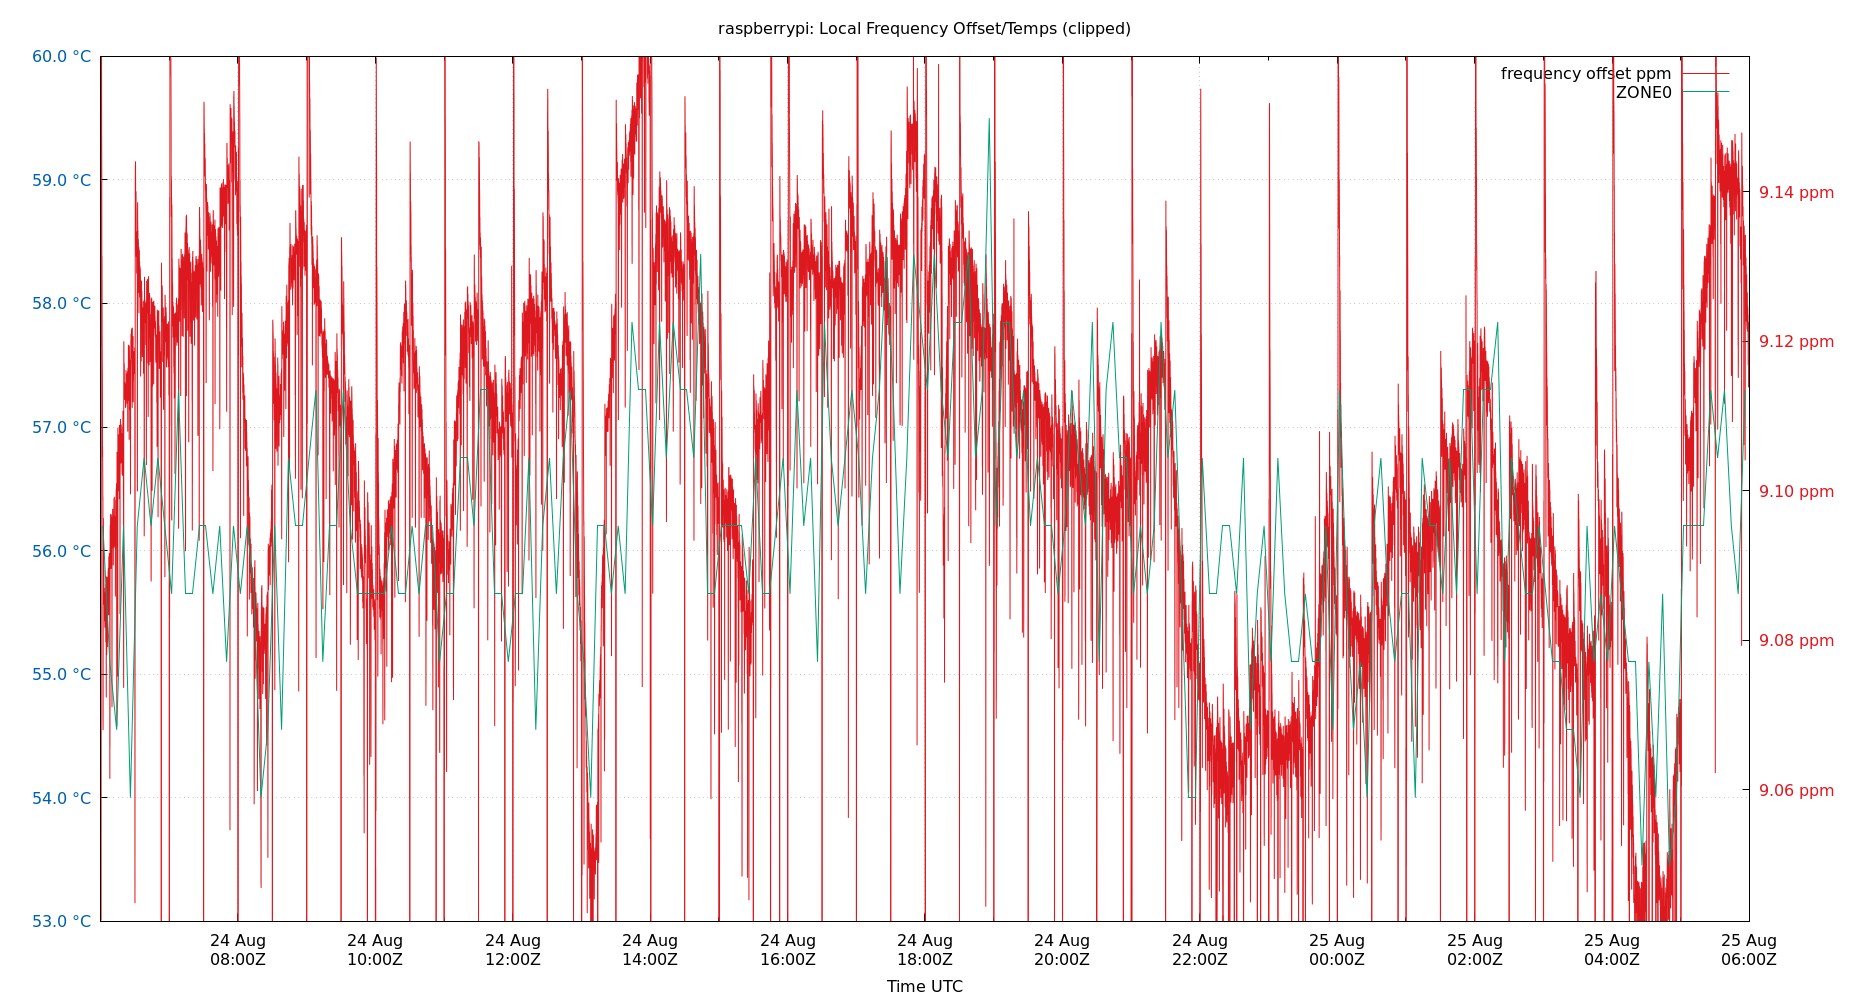 raspberrypi: Local Frequency Offset/Temps (clipped)
60.0 °C
59.0 °C
58.0 °C
57.0 °C
56.0 °C
55.0 °C
54.0 °C
53.0 °C
frequency offset ppm
ZONE0
9.14 ppm
9.12 ppm
9.10 ppm
9.08 ppm
9.06 ppm
24 Aug
08:00Z
24 Aug
10:00Z
24 Aug
12:00Z
24 Aug
14:00Z
24 Aug
16:00Z
24 Aug
18:00Z
24 Aug
20:00Z
24 Aug
22:00Z
25 Aug
00:00Z
25 Aug
02:00Z
25 Aug
04:00Z
25 Aug
06:00Z
Time UTC